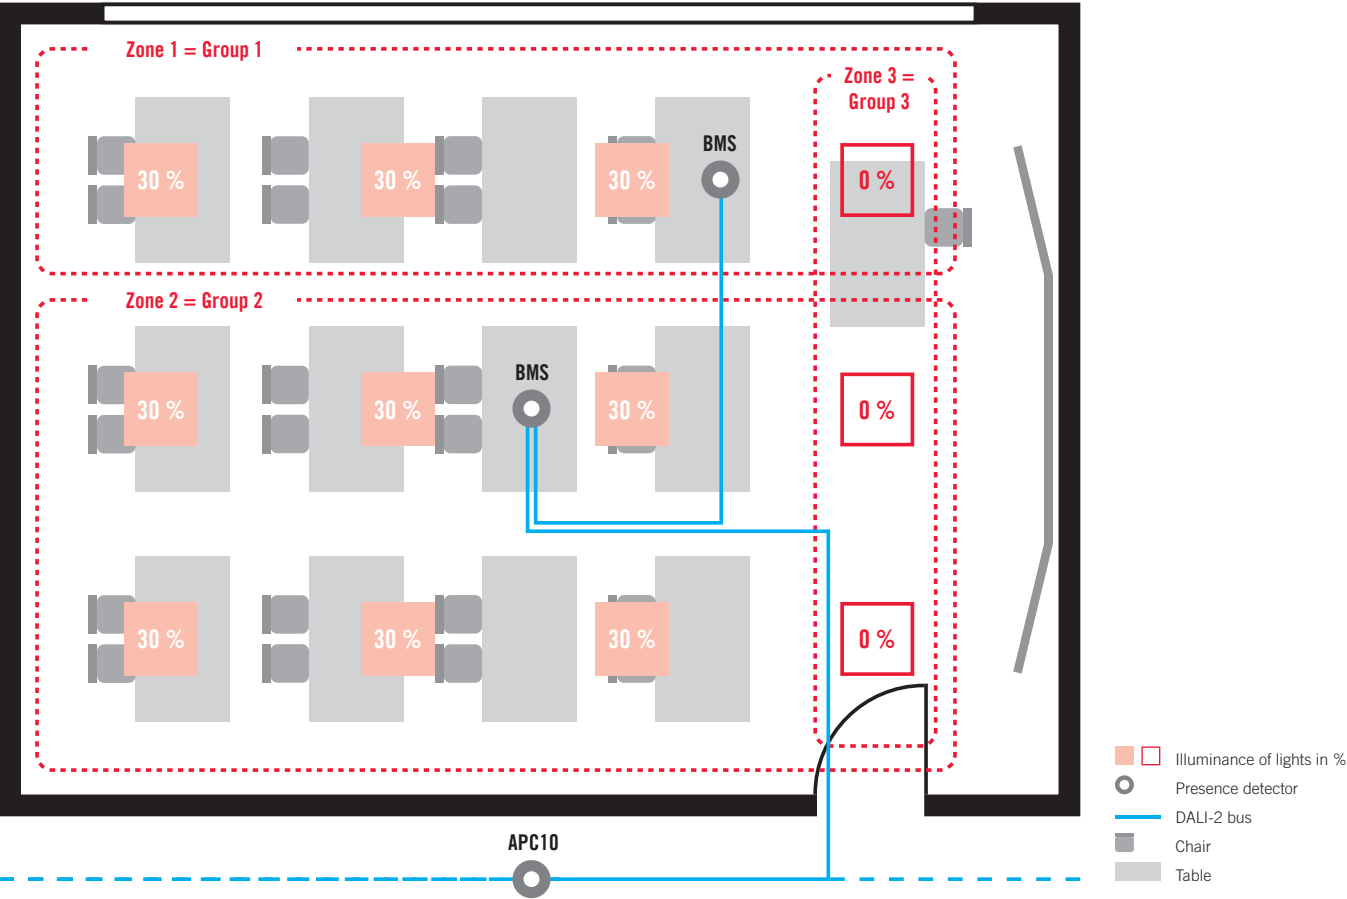 Zone 1 = Group 1
Zone 3 =
Group 3
BMS
30 %
30 %
30 %
0 %
Zone 2 = Group 2
BMS
30 %
30 %
30 %
0 %
30 %
30 %
30 %
0 %
APC10
Illuminance of lights in %
Presence detector
DALI-2 bus
Chair
Table